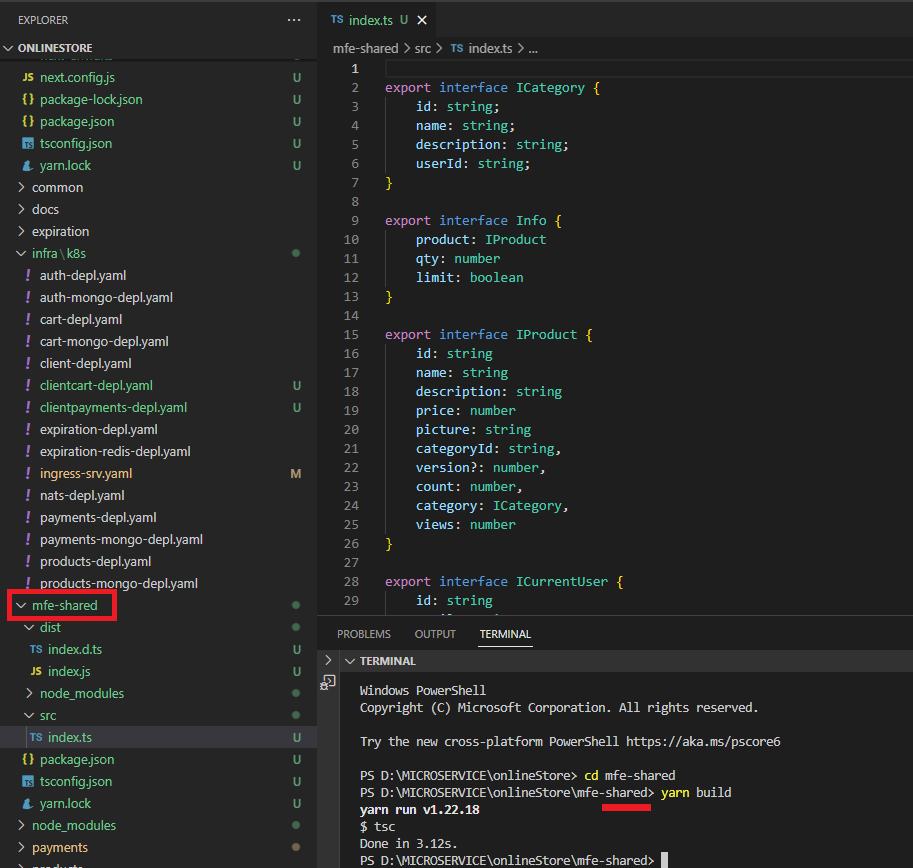 EXPLORER
ONLINESTORE
JS next.config.js U
{} package-lock.json U
{} package.json U
TS tsconfig.json U
yarn.lock U
common
docs
expiration
infra\k8s
! auth-depl.yaml
! auth-mongo-depl.yaml
! cart-depl.yaml
! cart-mongo-depl.yaml
! client-depl.yaml
! clientcart-depl.yaml U
! clientpayments-depl.yaml U
! expiration-depl.yaml
! expiration-redis-depl.yaml
! ingress-srv.yaml M
! nats-depl.yaml
! payments-depl.yaml
! payments-mongo-depl.yaml
! products-depl.yaml
! products-mongo-depl.yaml
mfe-shared
dist
TS index.d.ts U
JS index.js U
node_modules
src
TS index.ts U
{} package.json U
TS tsconfig.json U
yarn.lock U
node_modules
payments
TS index.ts U
mfe-shared > src > TS index.ts > ...
1
2 export interface ICategory {
3 id: string;
4 name: string;
5 description: string;
6 userId: string;
7 }
8
9 export interface Info {
10 product: IProduct
11 qty: number
12 limit: boolean
13 }
14
15 export interface IProduct {
16 id: string
17 name: string
18 description: string
19 price: number
20 picture: string
21 categoryId: string,
22 version?: number,
23 count: number,
24 category: ICategory,
25 views: number
26 }
27
28 export interface ICurrentUser {
29 id: string
PROBLEMS OUTPUT TERMINAL
TERMINAL
Windows PowerShell
Copyright (C) Microsoft Corporation. All rights reserved.
Try the new cross-platform PowerShell https://aka.ms/pscore6
PS D:\MICROSERVICE\onlineStore> cd mfe-shared
PS D:\MICROSERVICE\onlineStore\mfe-shared> yarn build
yarn run v1.22.18
$ tsc
Done in 3.12s.
PS D:\MICROSERVICE\onlineStore\mfe-shared>